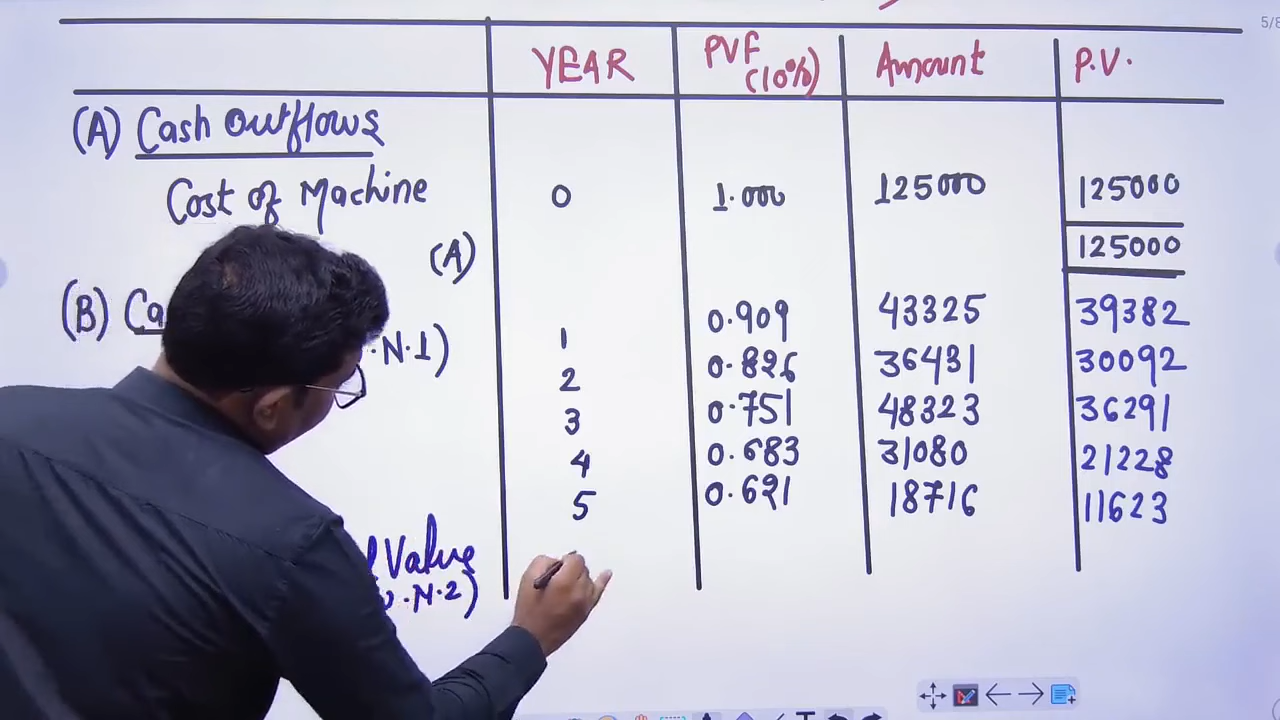 YEAR PVF (10%) Amount P.V.
(A) Cash Outflows
Cost of Machine 0 1.000 125000 125000
(A) 125000
(B) Ca
.N.1) 1 0.909 43325 39382
2 0.826 36431 30092
3 0.751 48323 36291
4 0.683 31080 21228
5 0.621 18716 11623
Value
.N.2)
5/8